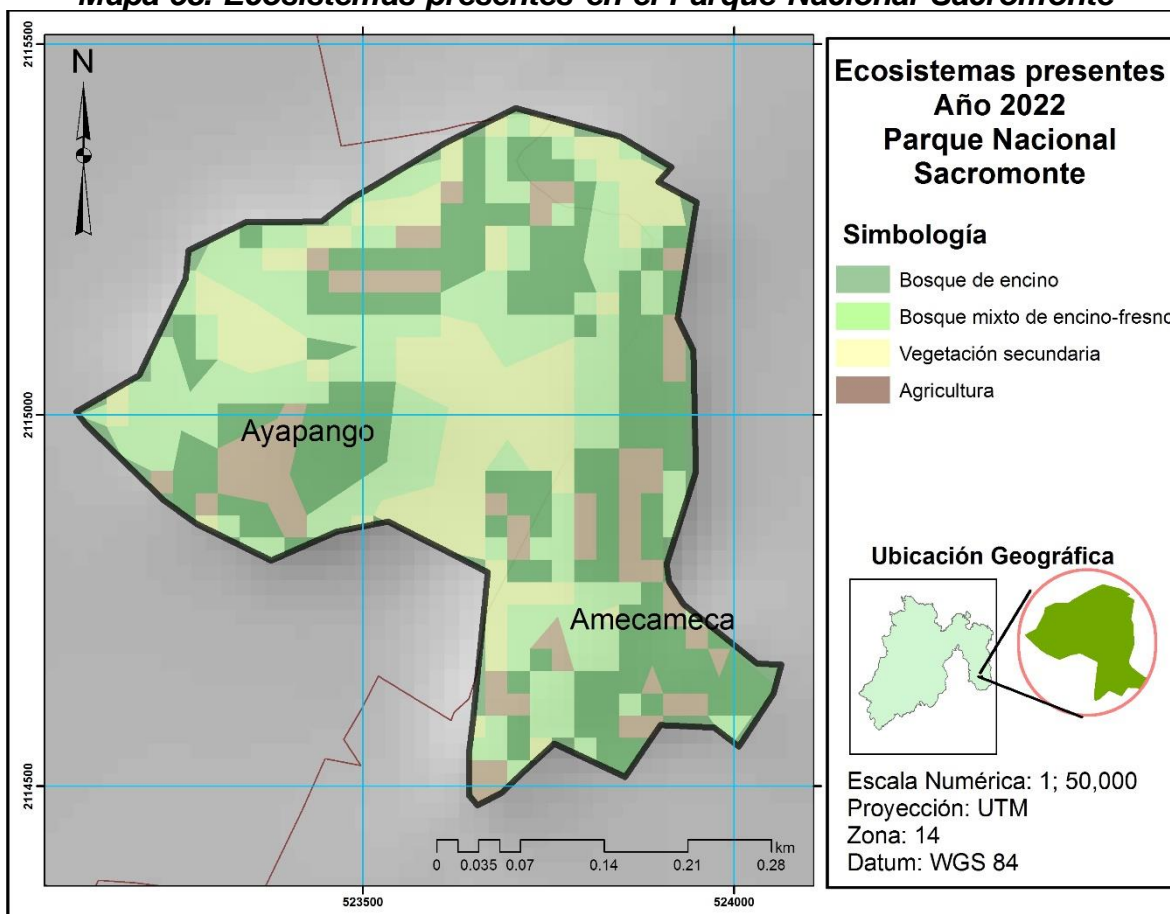 Mapa 03. Ecosistemas presentes en el Parque Nacional Sacromonte
2115500
2115000
2114500
N
Ayapango
Amecameca
0 0.035 0.07 0.14 0.21 0.28
km
523500
524000
Ecosistemas presentes
Año 2022
Parque Nacional
Sacromonte
Simbología
Bosque de encino
Bosque mixto de encino-fresno
Vegetación secundaria
Agricultura
Ubicación Geográfica
Escala Numérica: 1; 50,000
Proyección: UTM
Zona: 14
Datum: WGS 84